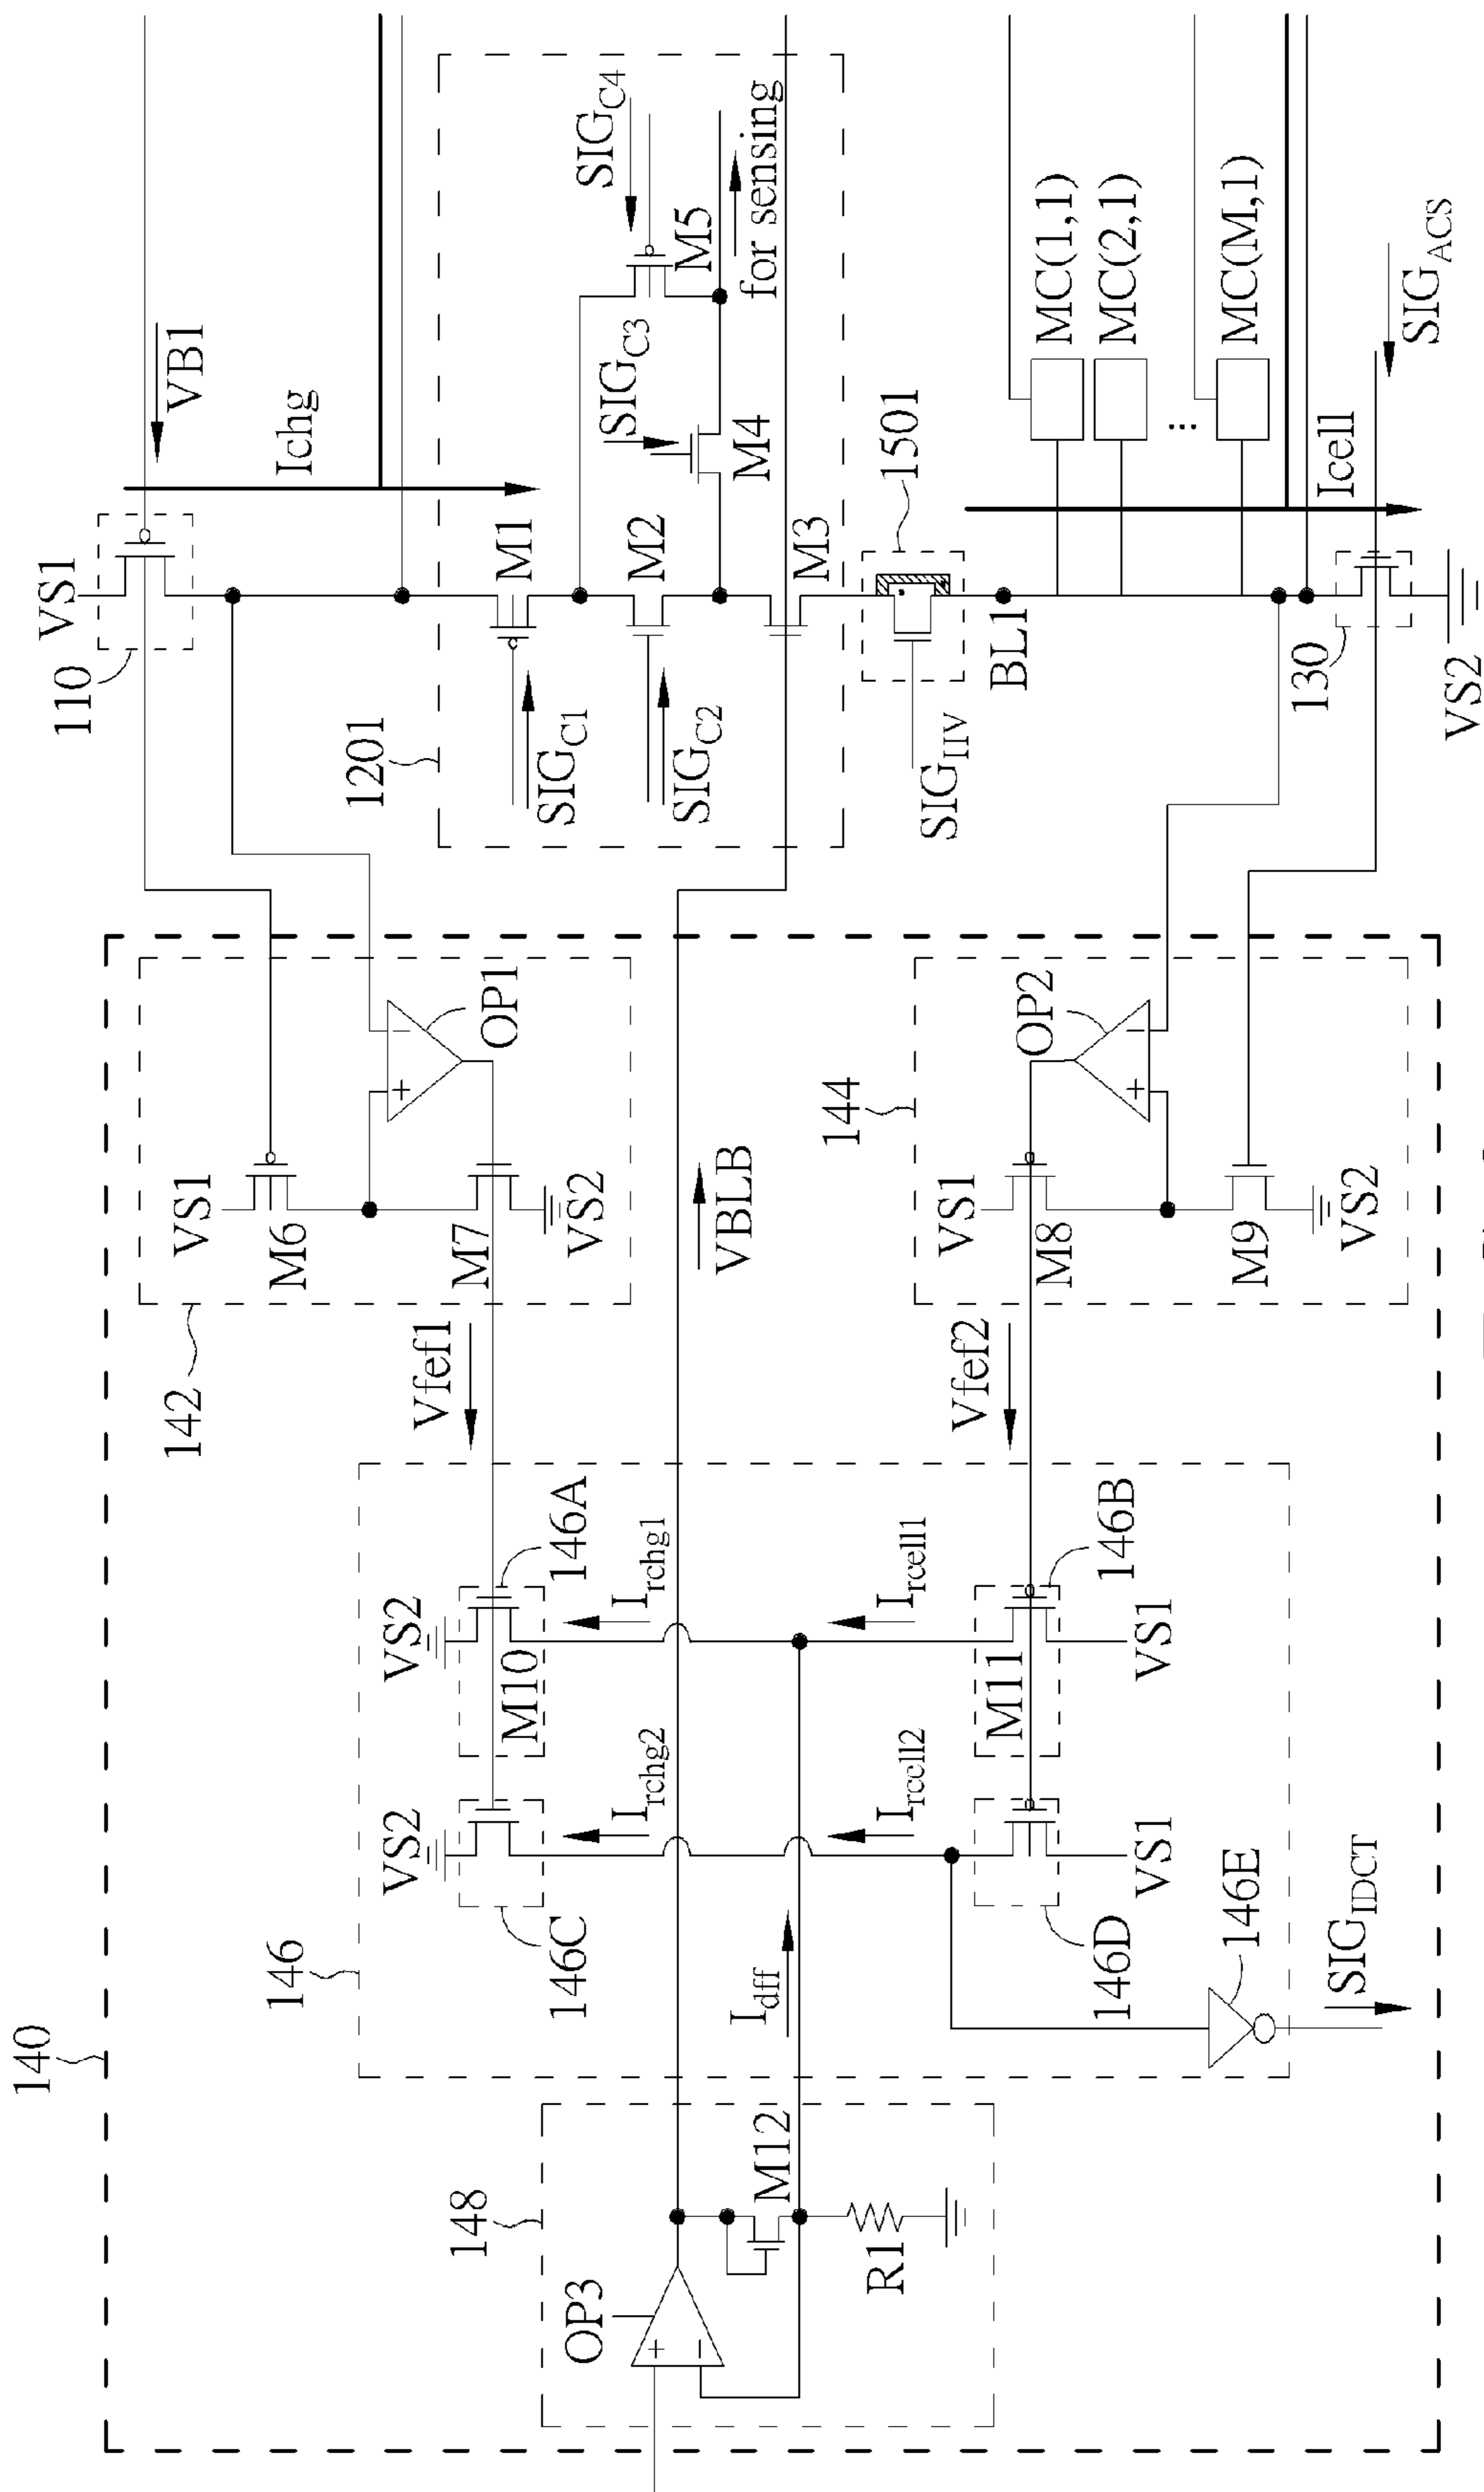 VS1
110
VB1
Ichg
1201
SIGC4
M1
SIGC1
M5
SIGC3
for sensing
M2
M4
SIGC2
M3
1501
SIGHV
BL1
MC(1,1)
MC(2,1)
⋮
MC(M,1)
Icell
130
SIGACS
VS2
140
142
VS1
M6
+
−
OP1
M7
VS2
Vfef1
VBLB
144
OP2
VS1
M8
+
−
M9
VS2
Vfef2
146
VS2
VS2
146A
M10
146C
Irchg1
Irchg2
Ircell1
Ircell2
Idff
146B
M11
VS1
VS1
146D
146E
SIGIDCT
148
OP3
+
−
M12
R1